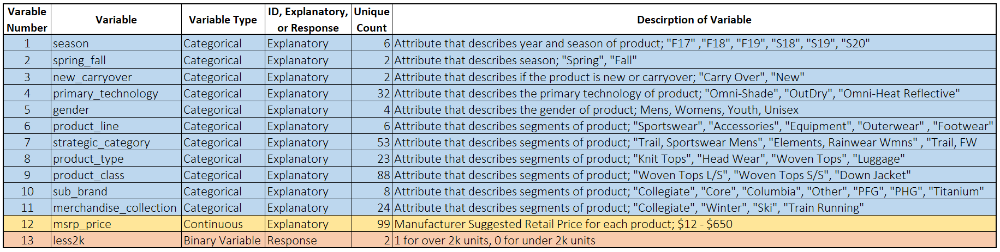 Varable Number | Variable | Variable Type | ID, Explanatory, or Response | Unique Count | Descirption of Variable
1 | season | Categorical | Explanatory | 6 | Attribute that describes year and season of product; "F17" ,"F18", "F19", "S18", "S19", "S20"
2 | spring_fall | Categorical | Explanatory | 2 | Attribute that describes season; "Spring", "Fall"
3 | new_carryover | Categorical | Explanatory | 2 | Attribute that describes if the product is new or carryover; "Carry Over", "New"
4 | primary_technology | Categorical | Explanatory | 32 | Attribute that describes the primary technology of product; "Omni-Shade", "OutDry", "Omni-Heat Reflective"
5 | gender | Categorical | Explanatory | 4 | Attribute that describes the gender of product; Mens, Womens, Youth, Unisex
6 | product_line | Categorical | Explanatory | 6 | Attribute that describes segments of product; "Sportswear", "Accessories", "Equipment", "Outerwear" , "Footwear"
7 | strategic_category | Categorical | Explanatory | 53 | Attribute that describes segments of product; "Trail, Sportswear Mens", "Elements, Rainwear Wmns" , "Trail, FW
8 | product_type | Categorical | Explanatory | 23 | Attribute that describes segments of product; "Knit Tops", "Head Wear", "Woven Tops", "Luggage"
9 | product_class | Categorical | Explanatory | 88 | Attribute that describes segments of product; "Woven Tops L/S", "Woven Tops S/S", "Down Jacket"
10 | sub_brand | Categorical | Explanatory | 8 | Attribute that describes segments of product; "Collegiate", "Core", "Columbia", "Other", "PFG", "PHG", "Titanium"
11 | merchandise_collection | Categorical | Explanatory | 24 | Attribute that describes segments of product; "Collegiate", "Winter", "Ski", "Train Running"
12 | msrp_price | Continuous | Explanatory | 99 | Manufacturer Suggested Retail Price for each product; $12 - $650
13 | less2k | Binary Variable | Response | 2 | 1 for over 2k units, 0 for under 2k units